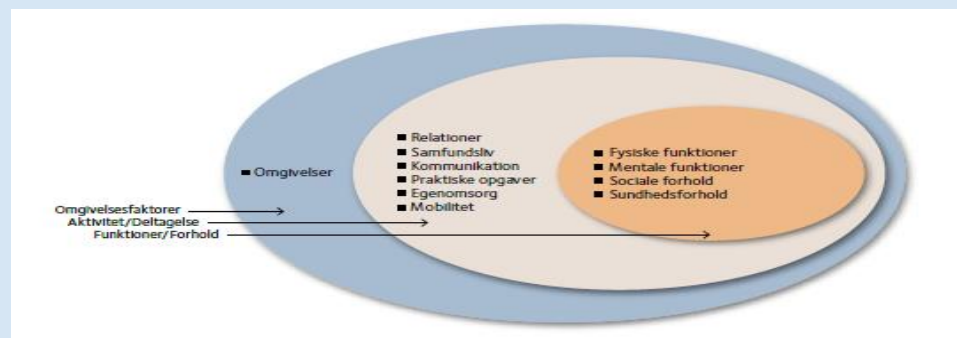 ■ Omgivelser
■ Relationer
■ Samfundsliv
■ Kommunikation
■ Praktiske opgaver
■ Egenomsorg
■ Mobilitet
■ Fysiske funktioner
■ Mentale funktioner
■ Sociale forhold
■ Sundhedsforhold
Omgivelsesfaktorer
Aktivitet/Deltagelse
Funktioner/Forhold